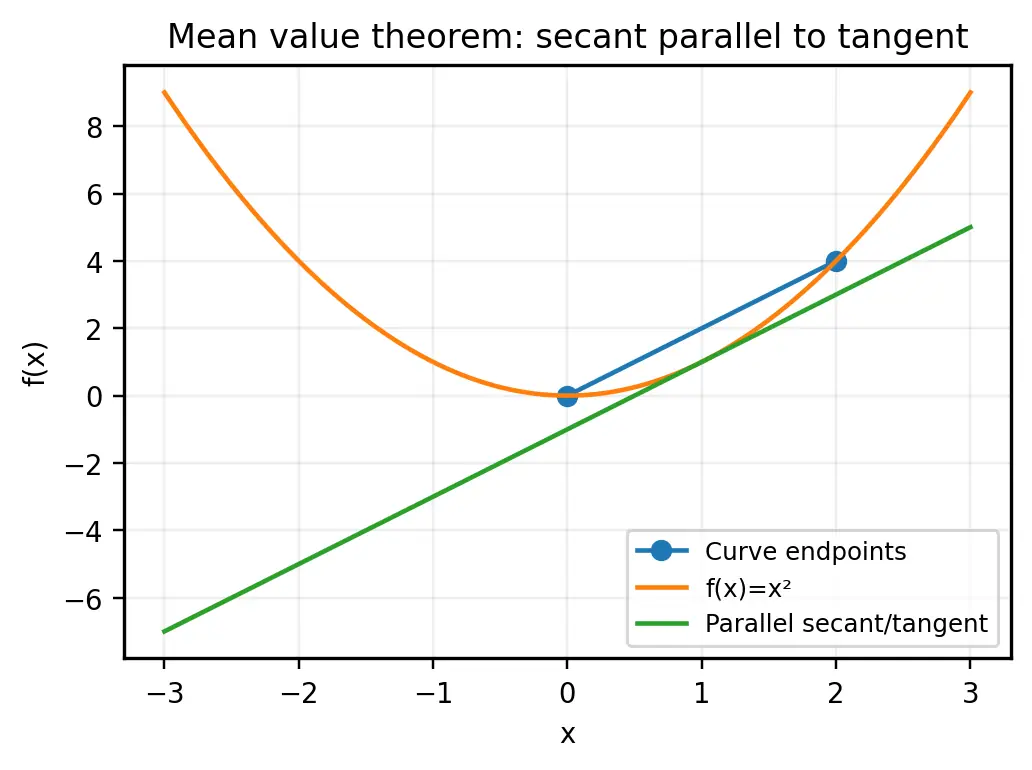 Mean value theorem: secant parallel to tangent
f(x)
8
6
4
2
0
−2
−4
−6
Curve endpoints
f(x)=x²
Parallel secant/tangent
−3 −2 −1 0 1 2 3
x